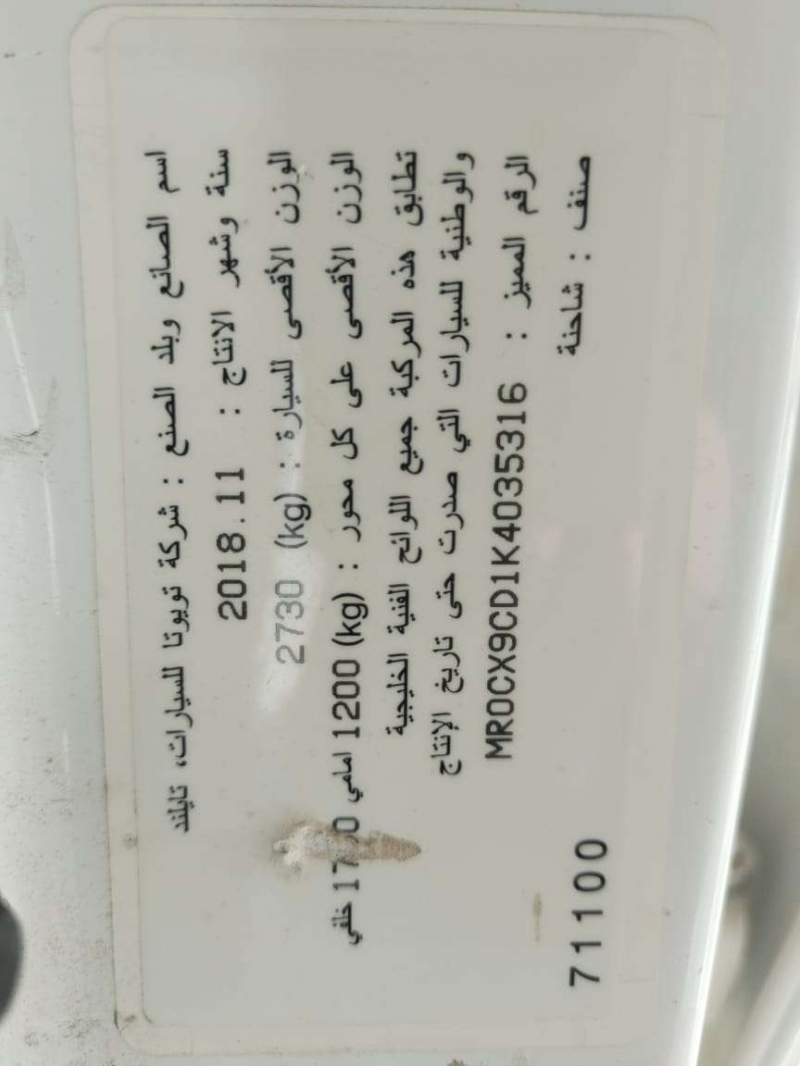 اسم الصانع وبلد الصنع : شركة تويوتا للسيارات، تايلند
سنة وشهر الانتاج : 2018.11
الوزن الأقصى للسيارة : (kg) 2730
الوزن الأقصى على كل محور : (kg) 1200 امامي خلفي
تطابق هذه المركبة جميع اللوائح الفنية الخليجية
والوطنية للسيارات التي صدرت حتى تاريخ الإنتاج
الرقم المميز : MR0CX9CD1K4035316
صنف : شاحنة
71100